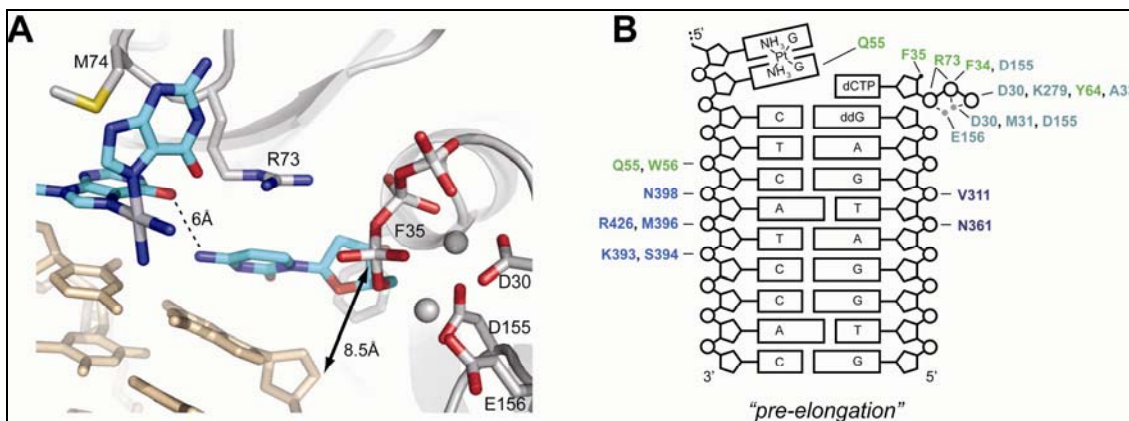 A
M74
R73
6Å
F35
D30
D155
8.5Å
E156
B
5'
NH3 G
Pt
NH3 G
Q55
F35
R73
F34, D155
dCTP
D30, K279, Y64, A3
D30, M31, D155
E156
C ddG
T A
Q55, W56
C G
N398 V311
A T
R426, M396 N361
T A
K393, S394
C G
C G
A T
C G
3' 5'
"pre-elongation"